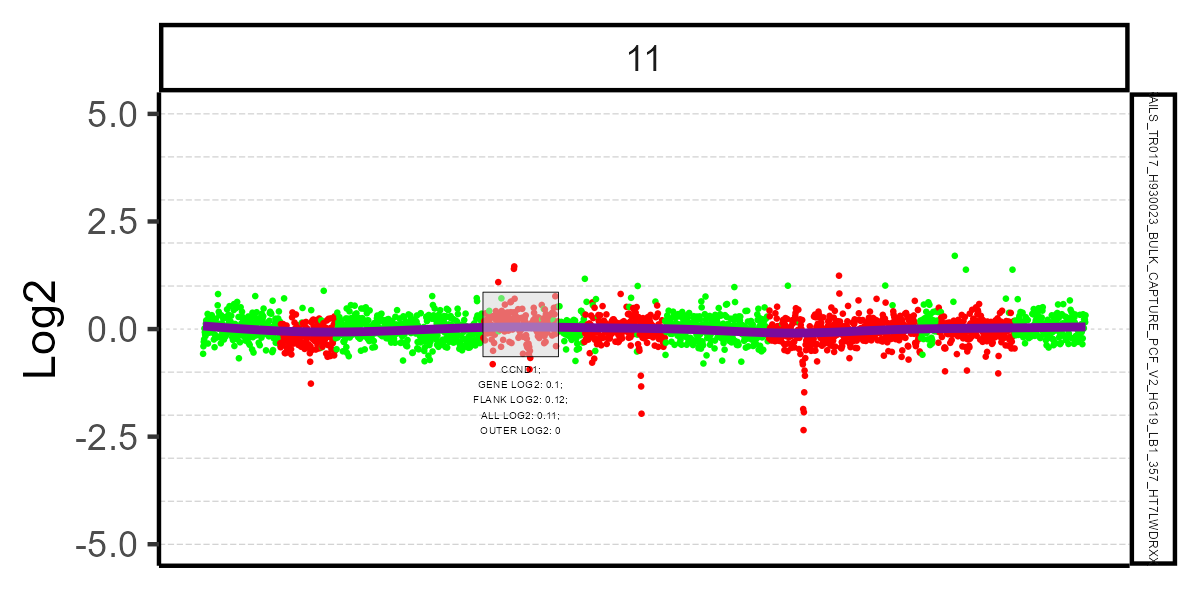 11
5.0
2.5
0.0
-2.5
-5.0
Log2
CCND1;
GENE LOG2: 0.1;
FLANK LOG2: 0.12;
ALL LOG2: 0.11;
OUTER LOG2: 0
AILS_TR017_H930023_BULK_CAPTURE_PCF_V2_HG19_LB1_357_HT7LWDRXX